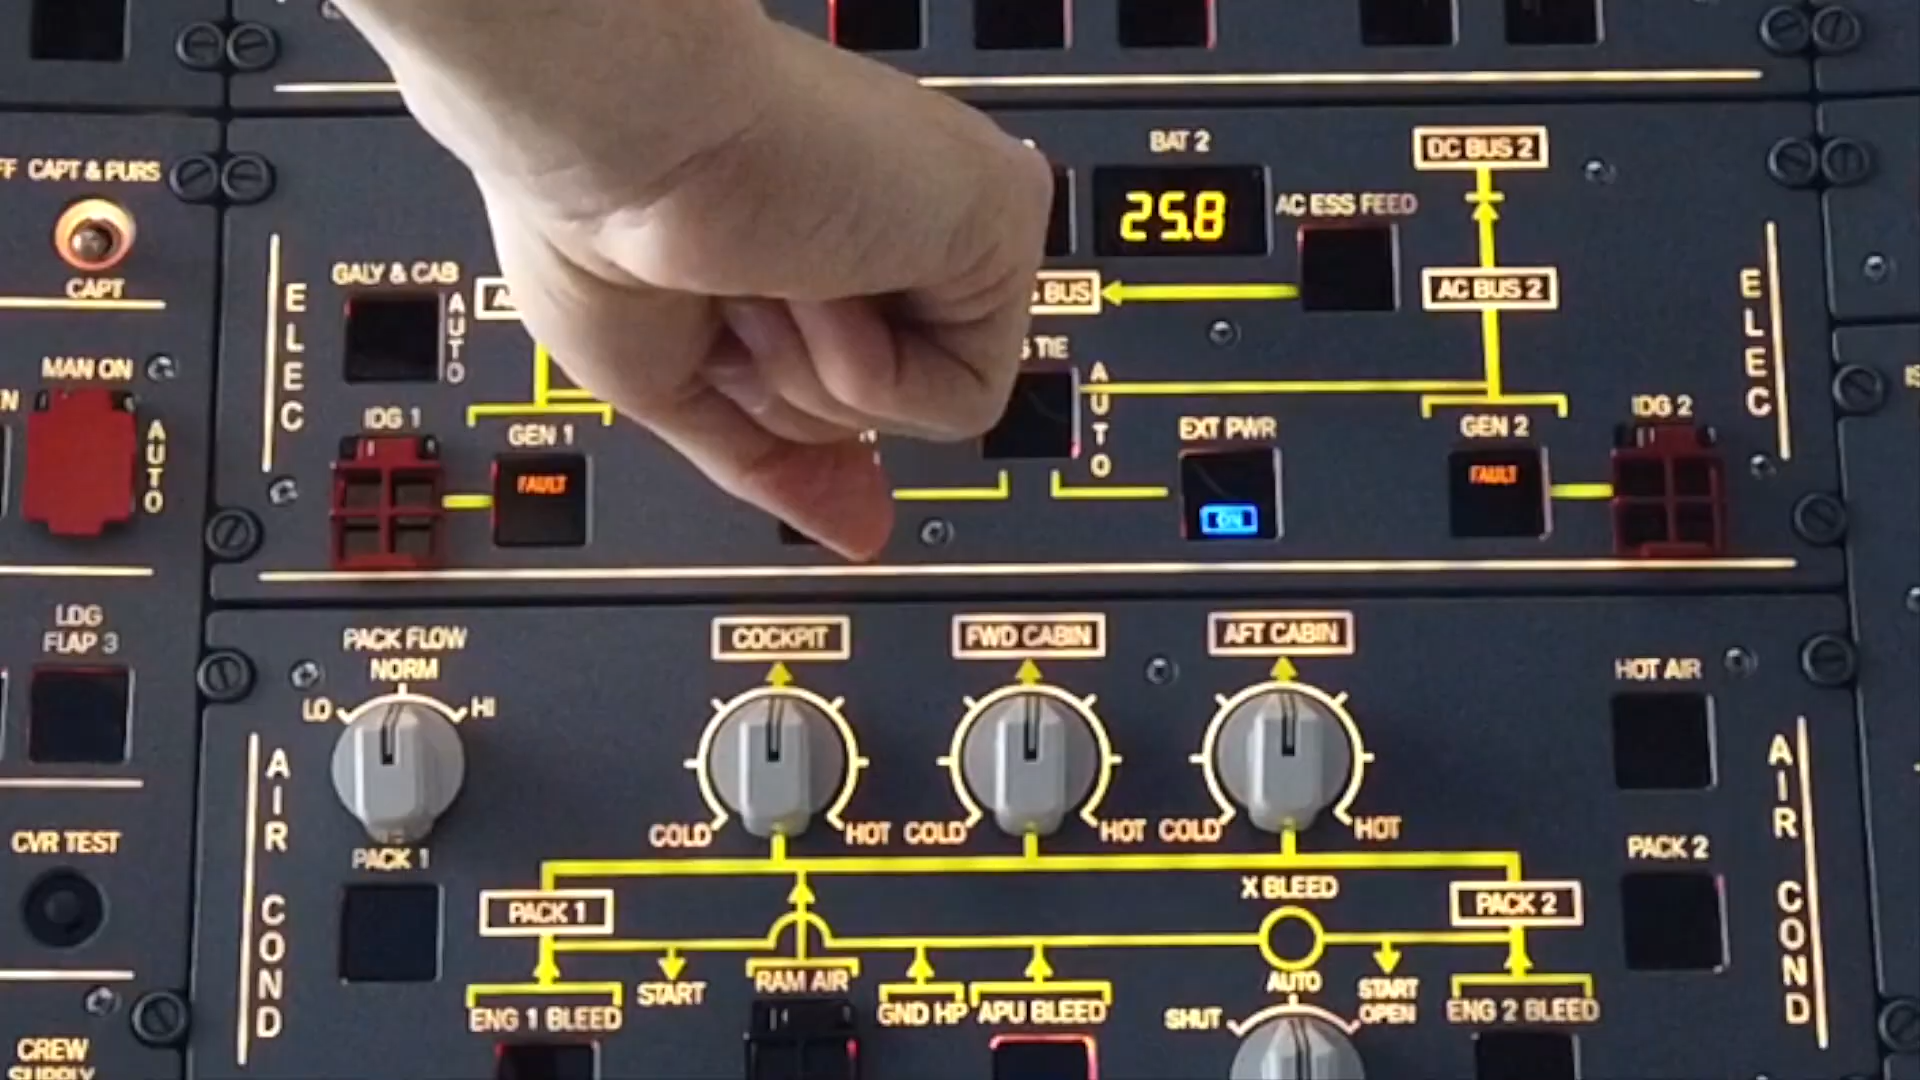 BAT 2
DC BUS 2
FF CAPT & PURS
25.8
AC ESS FEED
CAPT
GALY & CAB
AUTO
BUS
AC BUS 2
ELEC
ELEC
MAN ON
TIE
AUTO
AUTO
IDG 1
GEN 1
EXT PWR
GEN 2
IDG 2
FAULT
FAULT
ON
LDG
FLAP 3
PACK FLOW
NORM
LO
HI
COCKPIT
FWD CABIN
AFT CABIN
HOT AIR
AIR COND
AIR COND
COLD
HOT
COLD
HOT
COLD
HOT
CVR TEST
PACK 1
PACK 2
X BLEED
PACK 1
PACK 2
RAM AIR
AUTO
START
START
ENG 1 BLEED
GND HP
APU BLEED
SHUT
OPEN
ENG 2 BLEED
CREW
SUPPLY